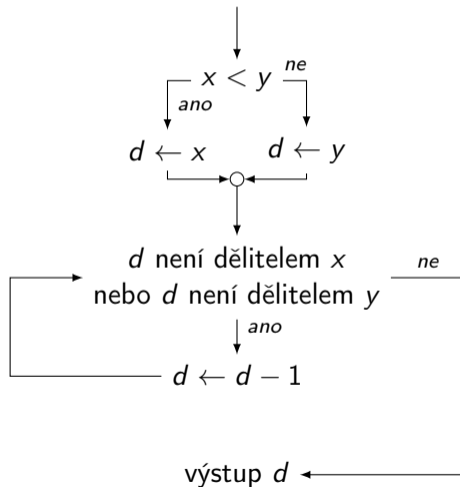 x < y
ne
ano
d ← x
d ← y
d není dělitelem x
nebo d není dělitelem y
ne
ano
d ← d − 1
výstup d